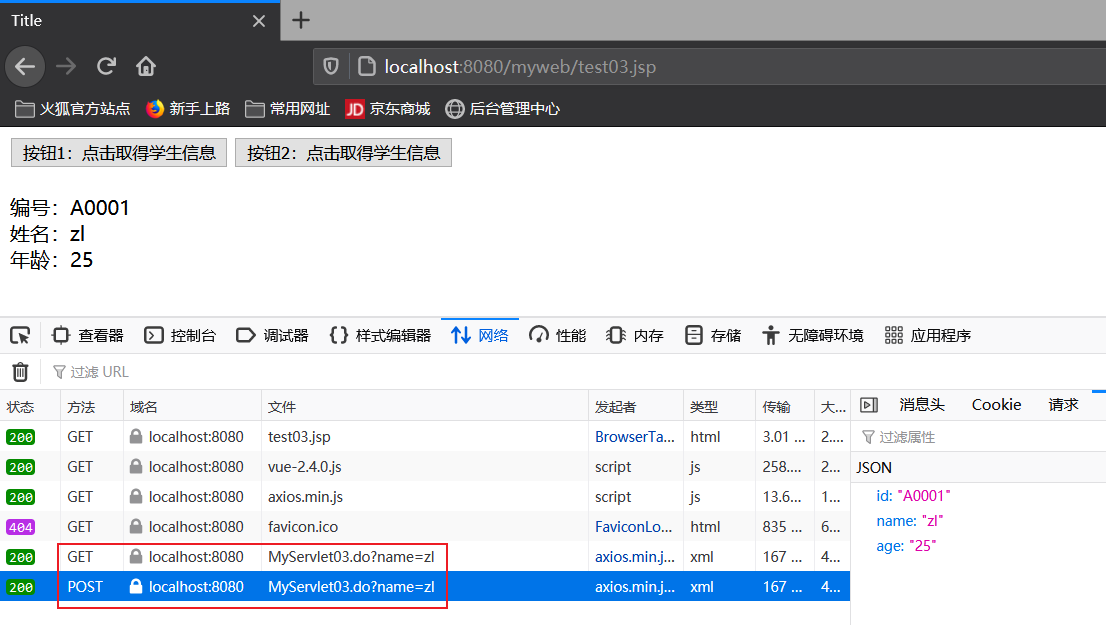 Title
localhost:8080/myweb/test03.jsp
火狐官方站点 新手上路 常用网址 JD 京东商城 后台管理中心
按钮1：点击取得学生信息 按钮2：点击取得学生信息
编号：A0001
姓名：zl
年龄：25
查看器 控制台 调试器 样式编辑器 网络 性能 内存 存储 无障碍环境 应用程序
过滤 URL
状态 方法 域名 文件 发起者 类型 传输 大... 消息头 Cookie 请求
过滤属性
200 GET localhost:8080 test03.jsp BrowserTa... html 3.01 ... 2....
JSON
200 GET localhost:8080 vue-2.4.0.js script js 258.... 2...
id: "A0001"
200 GET localhost:8080 axios.min.js script js 13.6... 1...
name: "zl"
404 GET localhost:8080 favicon.ico FaviconLo... html 835 ... 6...
age: "25"
200 GET localhost:8080 MyServlet03.do?name=zl axios.min.j... xml 167 ... 4...
200 POST localhost:8080 MyServlet03.do?name=zl axios.min.j... xml 167 ... 4...